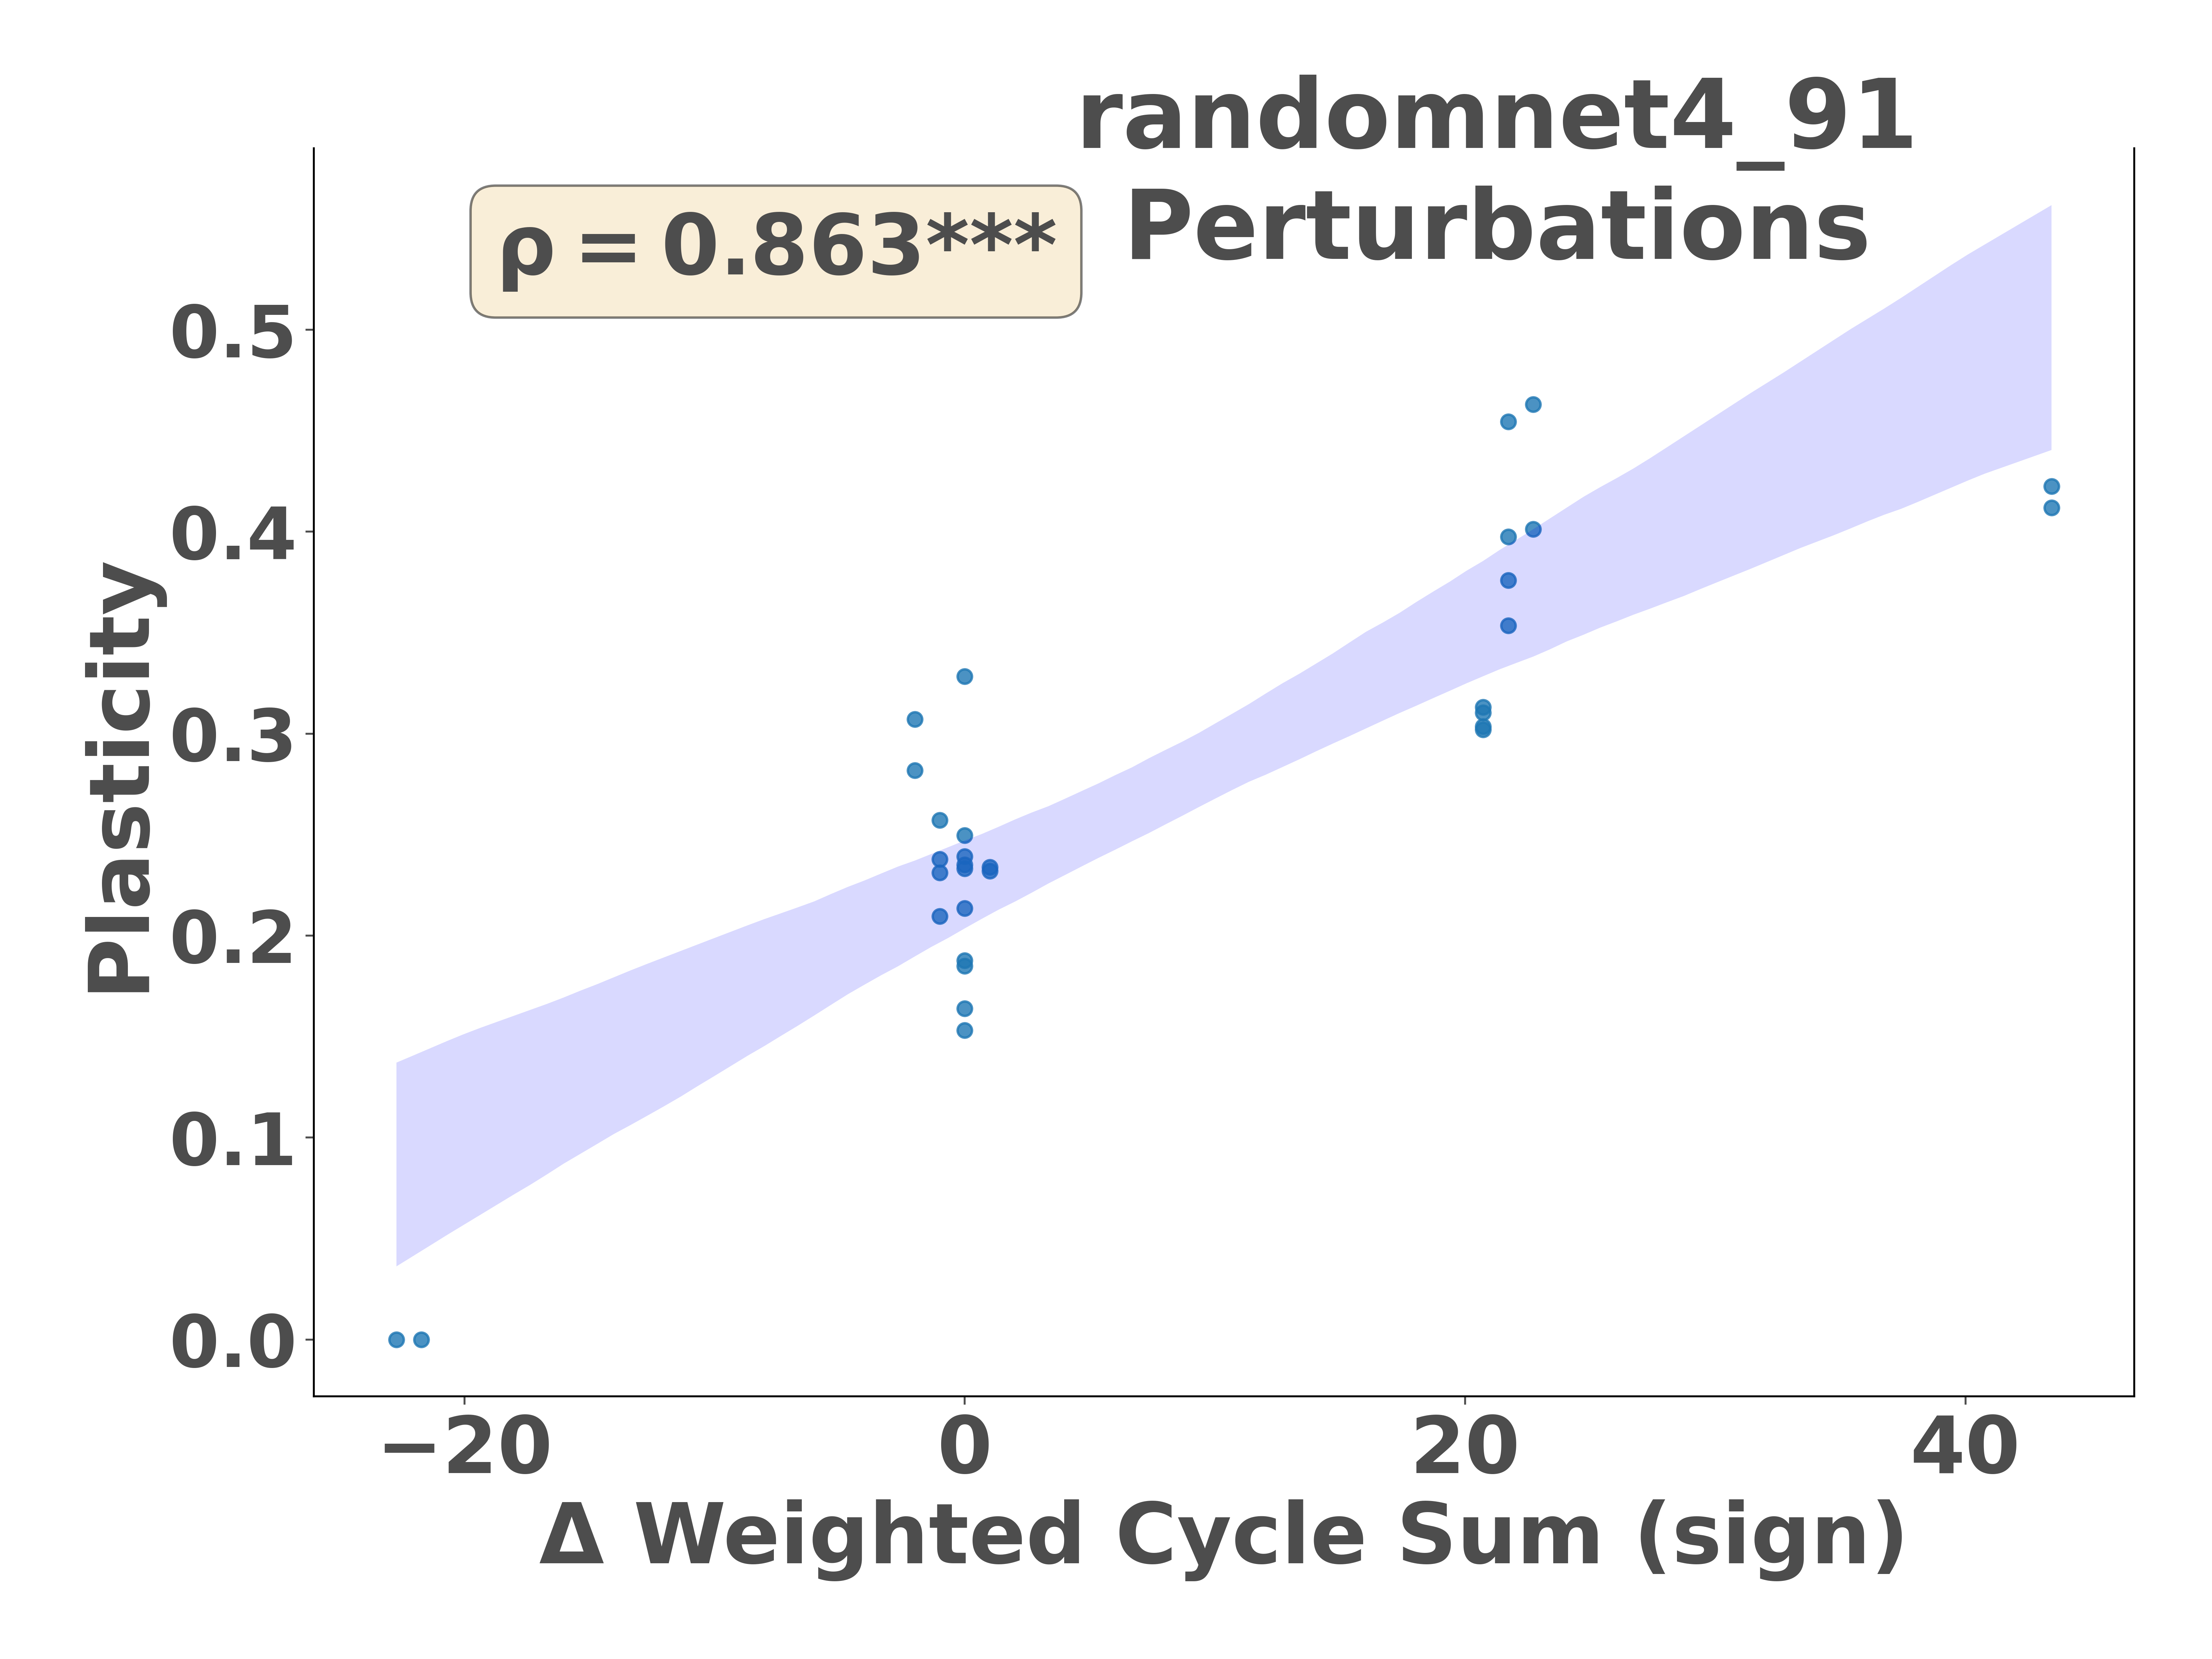 randomnet4_91
Perturbations
ρ = 0.863***
Plasticity
0.5
0.4
0.3
0.2
0.1
0.0
−20 0 20 40
Δ Weighted Cycle Sum (sign)